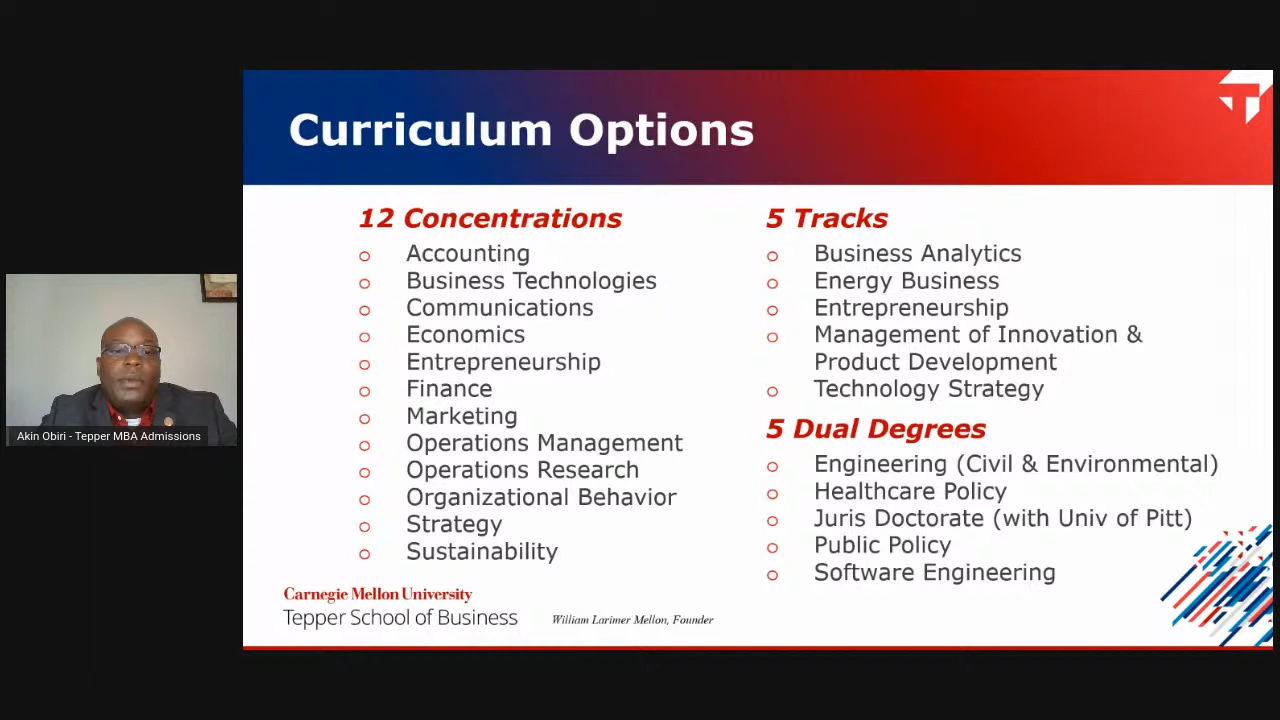 Curriculum Options
12 Concentrations
o Accounting
o Business Technologies
o Communications
o Economics
o Entrepreneurship
o Finance
o Marketing
o Operations Management
o Operations Research
o Organizational Behavior
o Strategy
o Sustainability
5 Tracks
o Business Analytics
o Energy Business
o Entrepreneurship
o Management of Innovation &
Product Development
o Technology Strategy
5 Dual Degrees
o Engineering (Civil & Environmental)
o Healthcare Policy
o Juris Doctorate (with Univ of Pitt)
o Public Policy
o Software Engineering
Carnegie Mellon University
Tepper School of Business
William Larimer Mellon, Founder
Akin Obiri - Tepper MBA Admissions